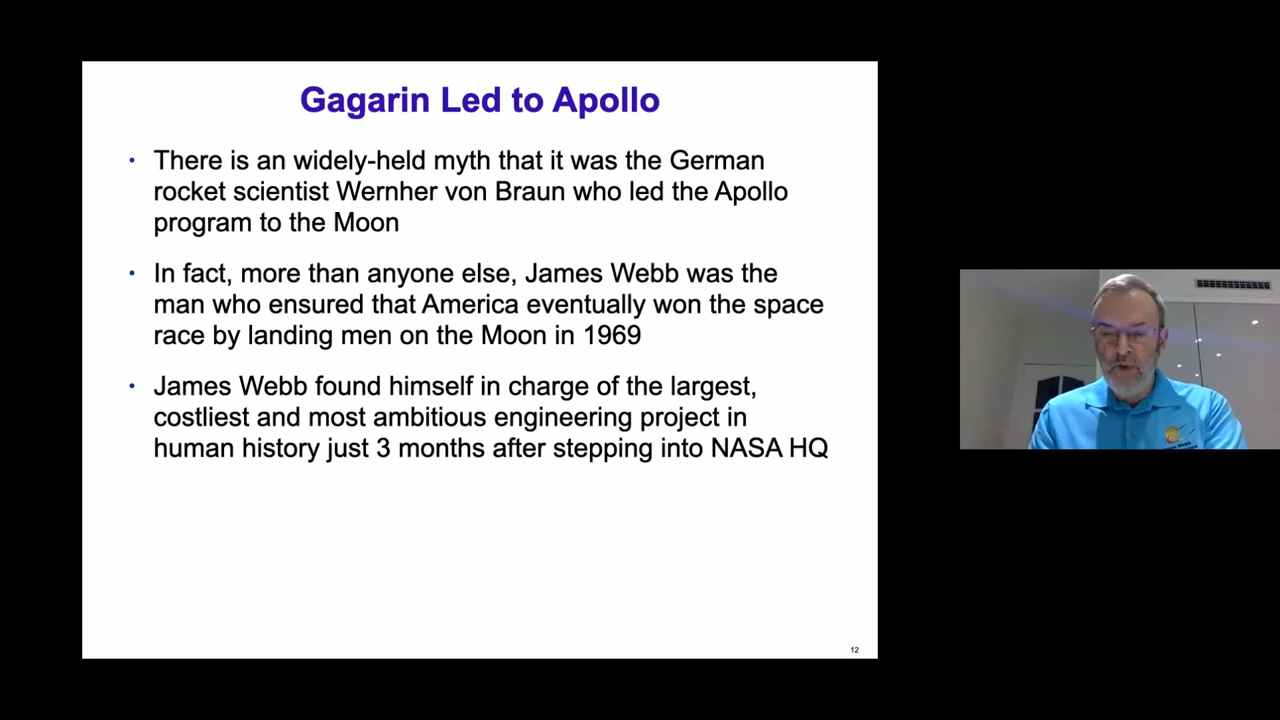 Gagarin Led to Apollo
• There is an widely-held myth that it was the German
rocket scientist Wernher von Braun who led the Apollo
program to the Moon
• In fact, more than anyone else, James Webb was the
man who ensured that America eventually won the space
race by landing men on the Moon in 1969
• James Webb found himself in charge of the largest,
costliest and most ambitious engineering project in
human history just 3 months after stepping into NASA HQ
12